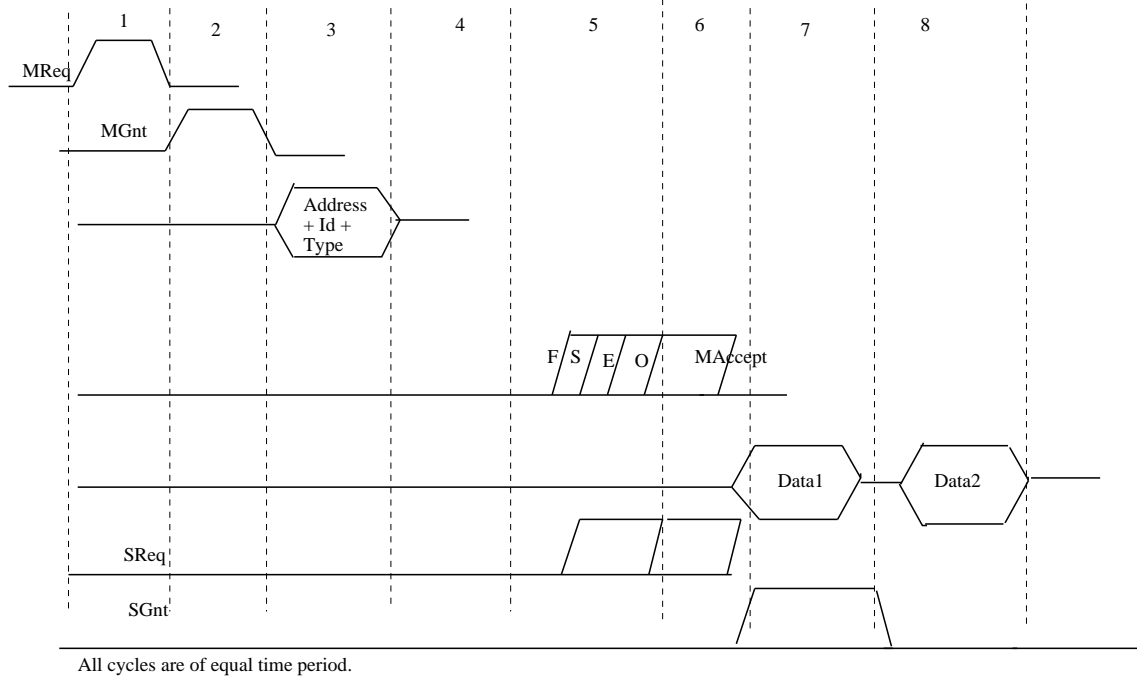 1 2 3 4 5 6 7 8
MReq
MGnt
Address
+ Id +
Type
F S E O MAccept
Data1 Data2
SReq
SGnt
All cycles are of equal time period.